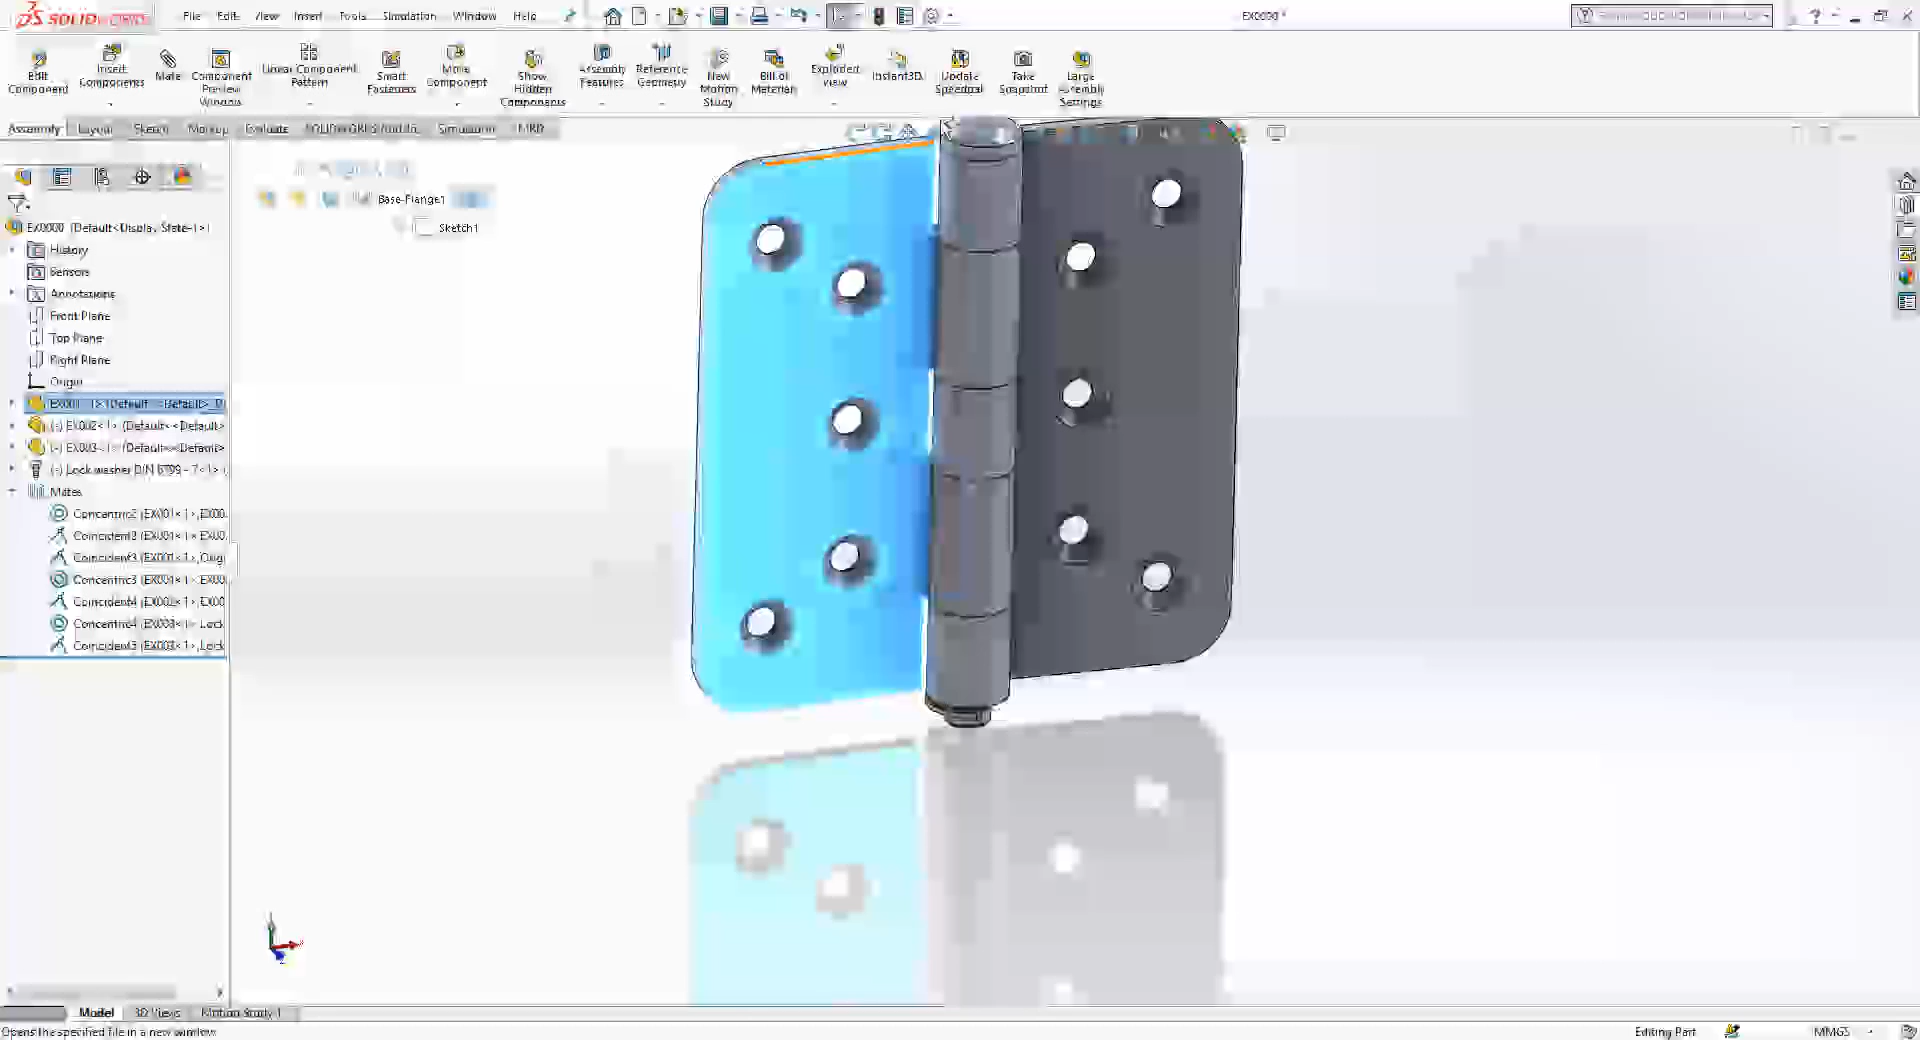 SOLIDWORKS File Edit View Insert Tools Simulation Window Help EX0000 *
Edit Component
Insert Components
Mate
Component Preview Window
Linear Component Pattern
Smart Fasteners
Move Component
Show Hidden Components
Assembly Features
Reference Geometry
New Motion Study
Bill of Materials
Exploded View
Instant3D
Update Speedpak
Take Snapshot
Large Assembly Settings
Assembly Layout Sketch Markup Evaluate SOLIDWORKS Add-Ins Simulation MBD
Base-Flange1
Sketch1
EX0000 (Default<Display State-1>)
History
Sensors
Annotations
Front Plane
Top Plane
Right Plane
Origin
EX001<1> (Default<<Default>_D
(-) EX002<1> (Default<<Default>
(-) EX003<1> (Default<<Default>
(-) Lock washer DIN 6799 - 7<1> (
Mates
Concentric2 (EX001<1>,EX00
Coincident2 (EX001<1>,EX00
Coincident3 (EX001<1>,Origi
Concentric3 (EX001<1>,EX00
Coincident4 (EX002<1>,EX00
Concentric4 (EX003<1>,Lock
Coincident5 (EX003<1>,Lock
Model 3D Views Motion Study 1
Opens the specified file in a new window.
Editing Part MMGS